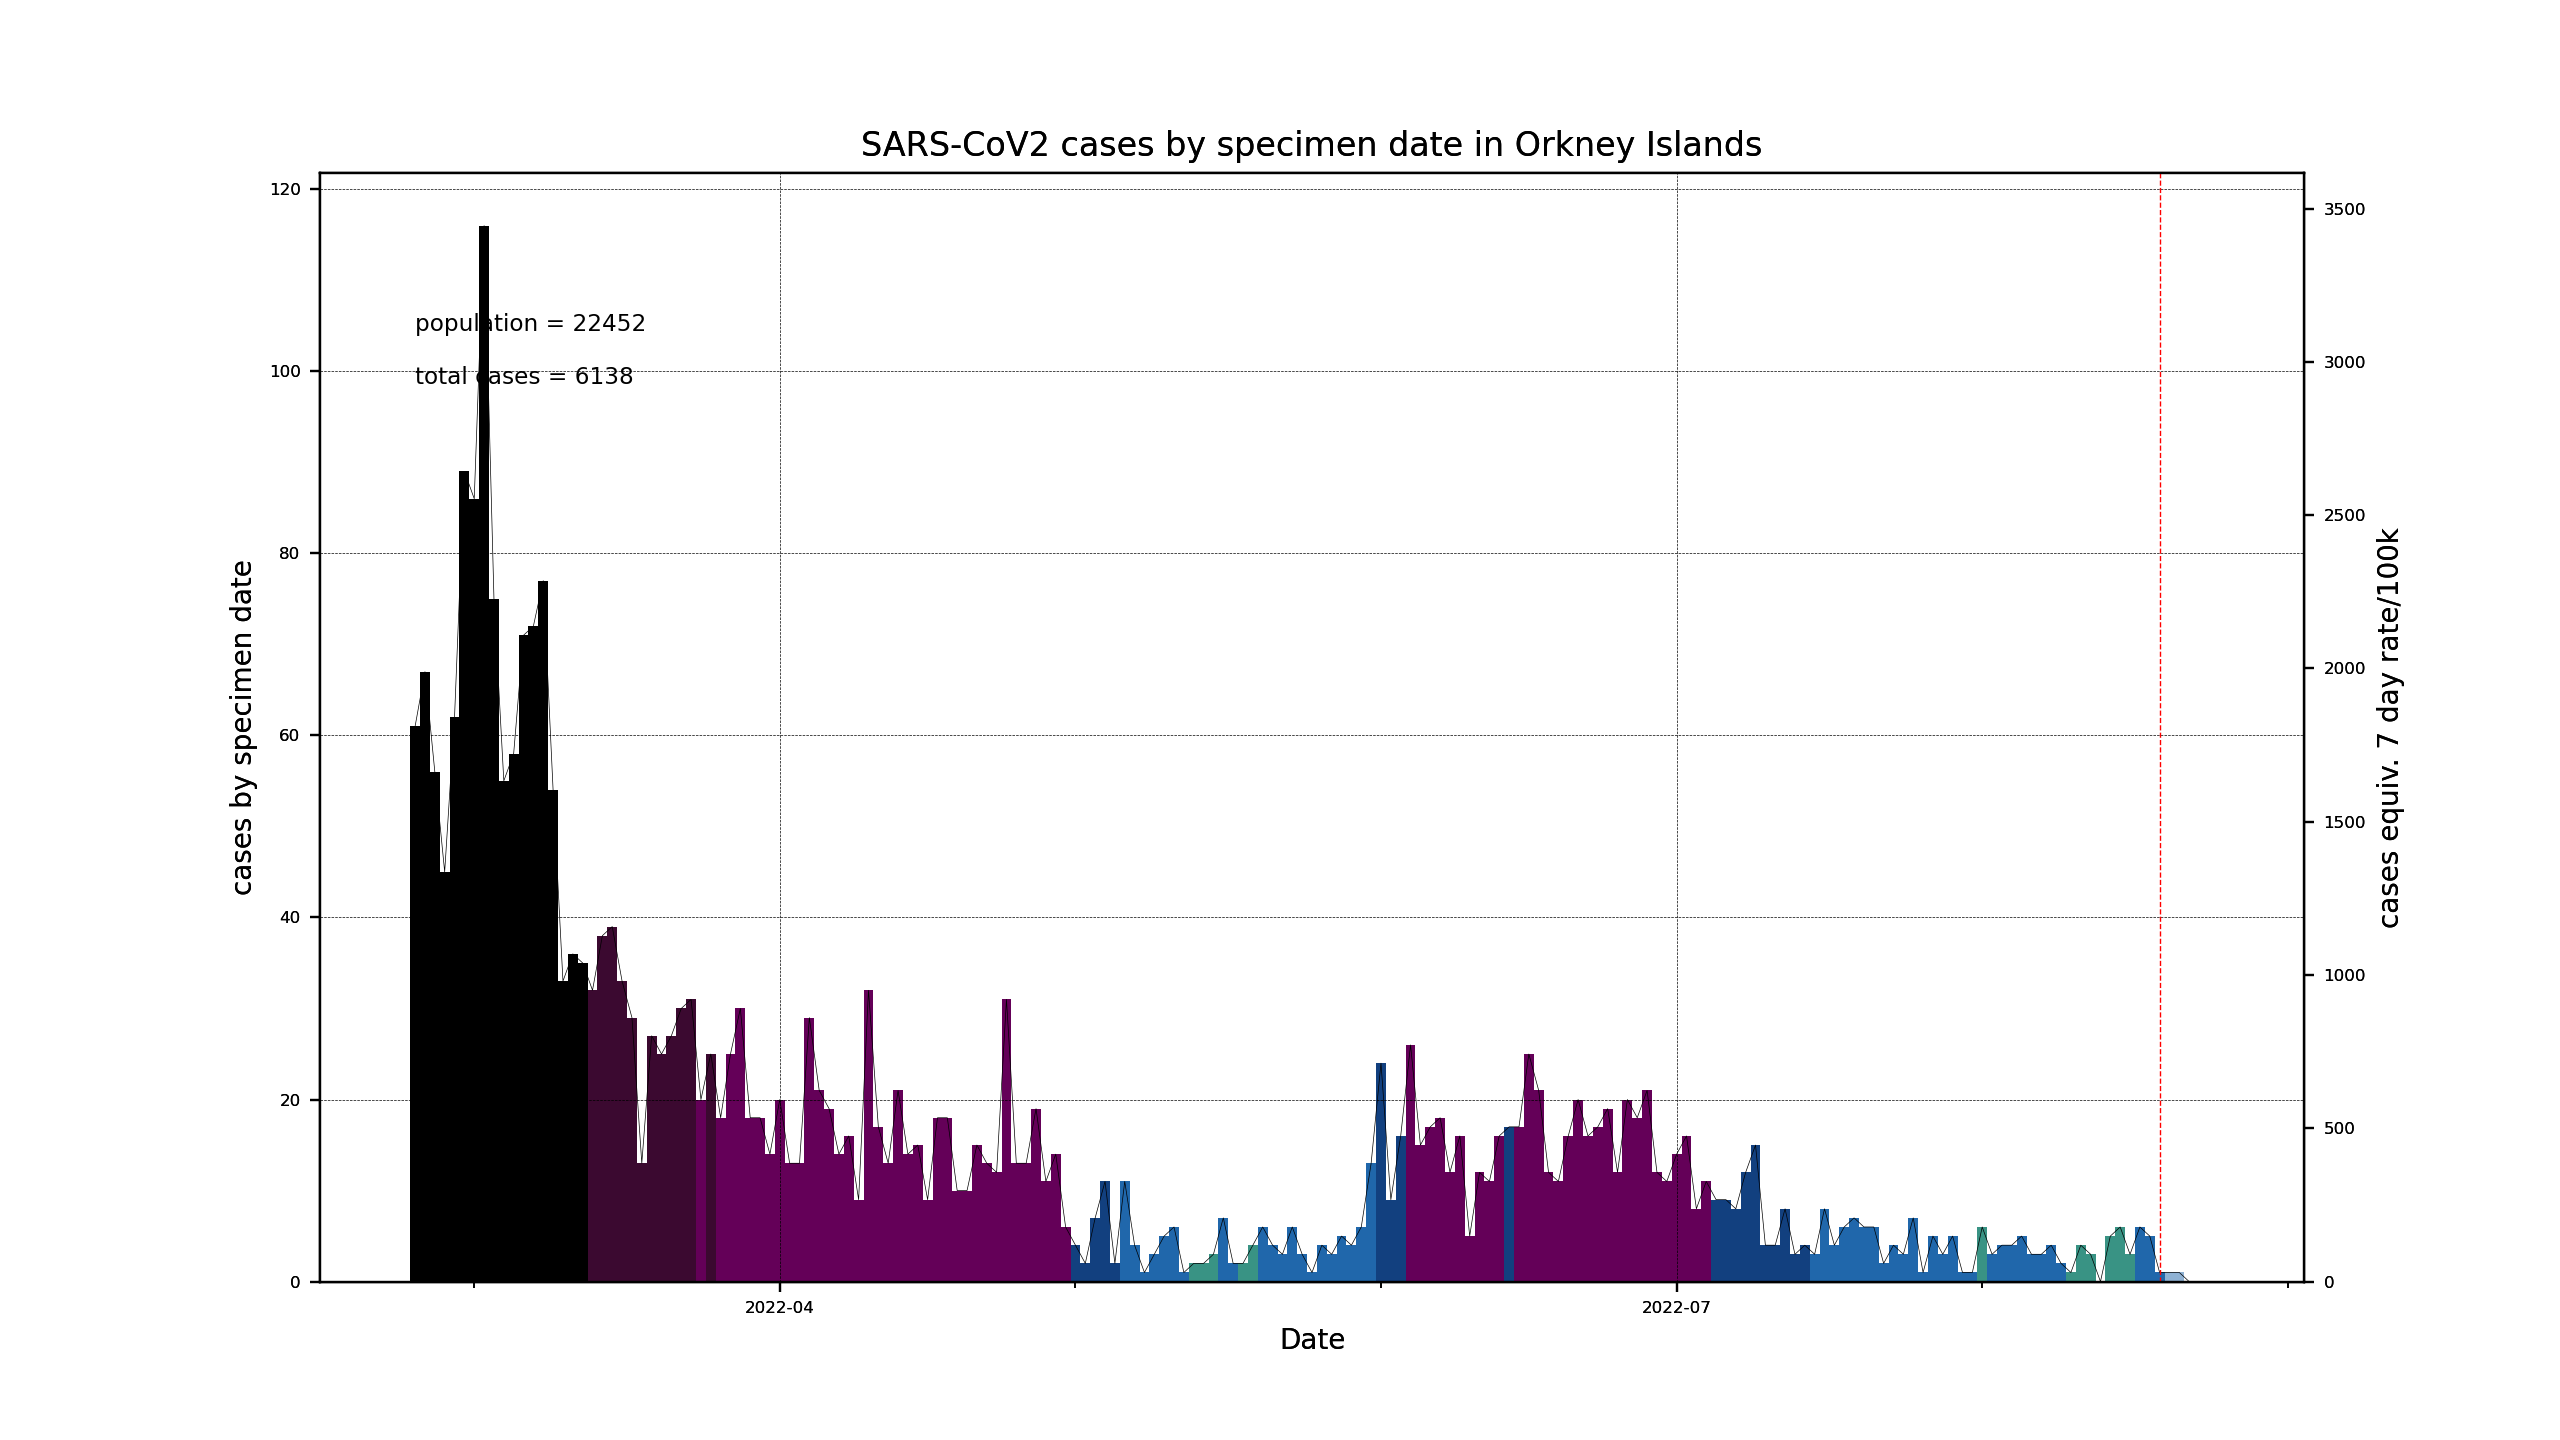 SARS-CoV2 cases by specimen date in Orkney Islands
120
100
80
60
40
20
0
cases by specimen date
population = 22452
total cases = 6138
3500
3000
2500
2000
1500
1000
500
0
cases equiv. 7 day rate/100k
2022-04
2022-07
Date